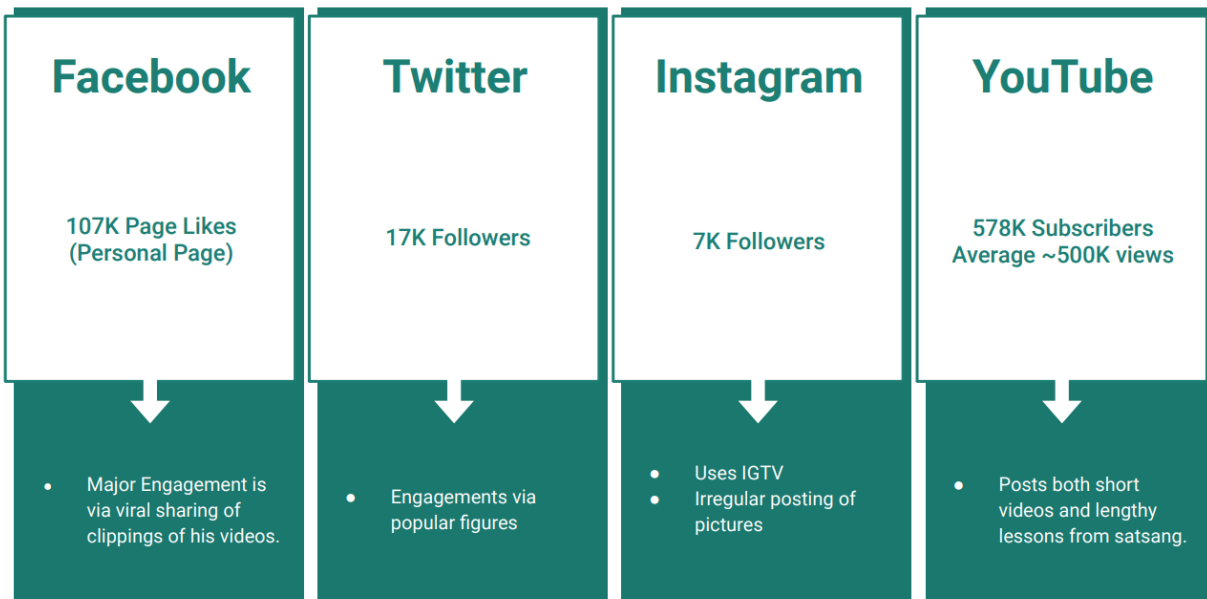 Facebook
107K Page Likes
(Personal Page)
● Major Engagement is
via viral sharing of
clippings of his videos.
Twitter
17K Followers
● Engagements via
popular figures
Instagram
7K Followers
● Uses IGTV
● Irregular posting of
pictures
YouTube
578K Subscribers
Average ~500K views
● Posts both short
videos and lengthy
lessons from satsang.